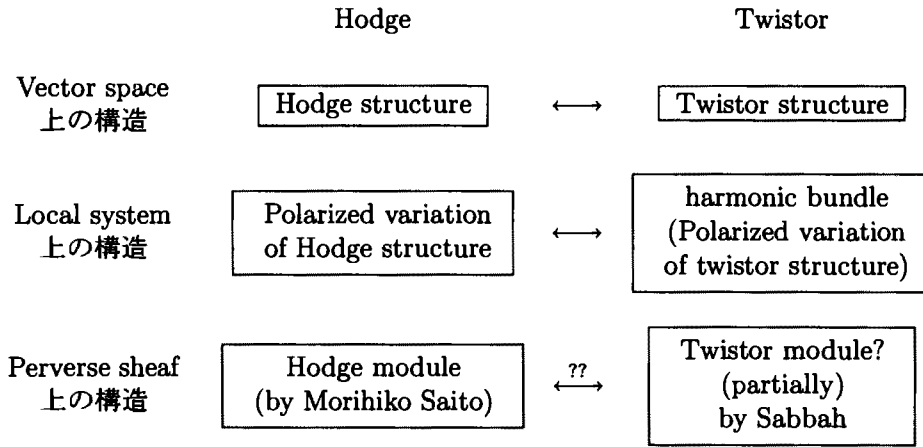 Hodge Twistor
Vector space
上の構造
Hodge structure ⟷ Twistor structure
Local system
上の構造
Polarized variation
of Hodge structure
⟷
harmonic bundle
(Polarized variation
of twistor structure)
Perverse sheaf
上の構造
Hodge module
(by Morihiko Saito)
??
⟷
Twistor module?
(partially)
by Sabbah